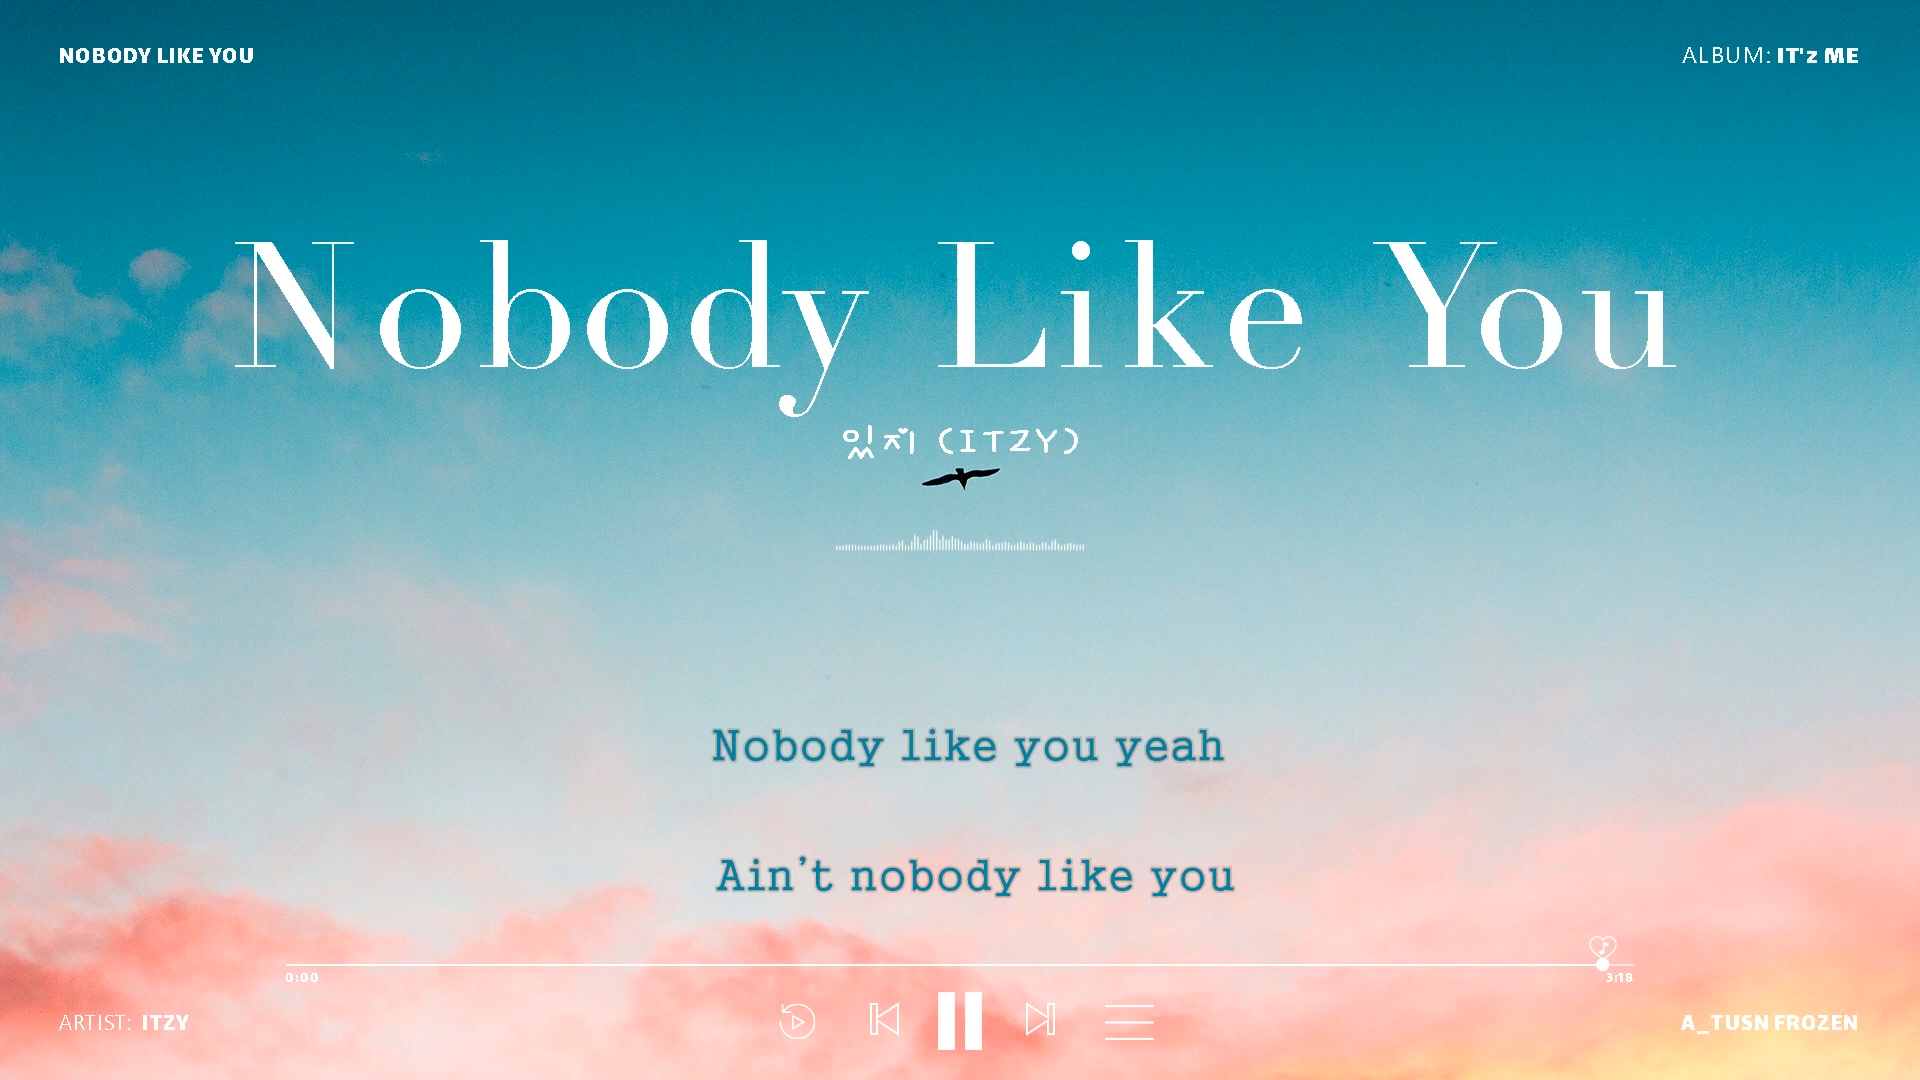 NOBODY LIKE YOU
ALBUM: IT'z ME
Nobody Like You
있지 (ITZY)
Nobody like you yeah
Ain't nobody like you
0:00
3:18
ARTIST: ITZY
A_TUSN FROZEN